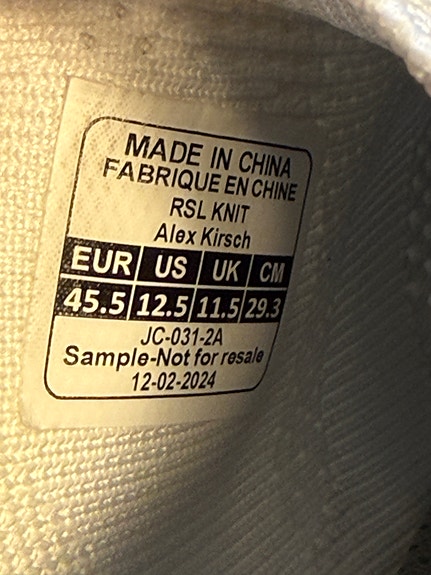 MADE IN CHINA
FABRIQUE EN CHINE
RSL KNIT
Alex Kirsch
EUR US UK CM
45.5 12.5 11.5 29.3
JC-031-2A
Sample-Not for resale
12-02-2024